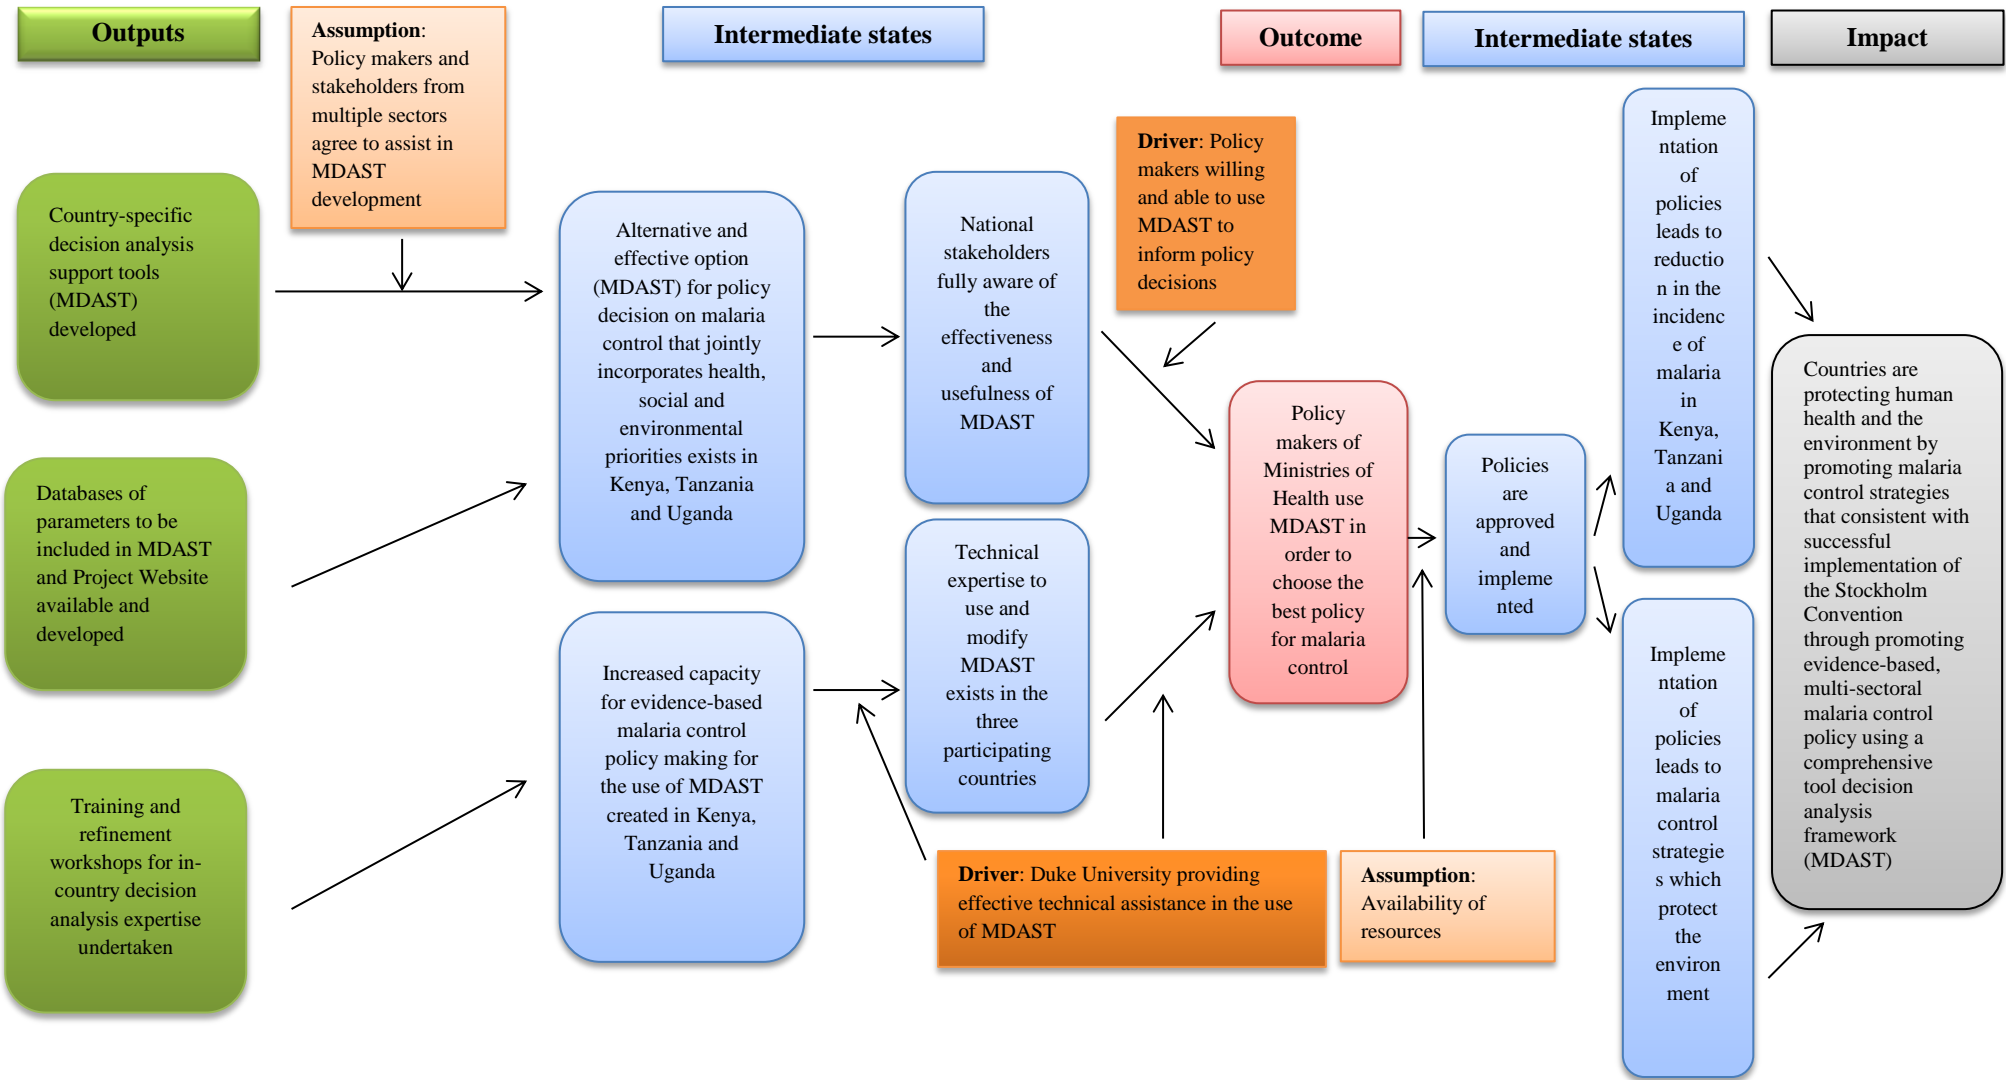 Outputs
Assumption:
Policy makers and
stakeholders from
multiple sectors
agree to assist in
MDAST
development
Intermediate states
Outcome
Intermediate states
Impact
Country-specific
decision analysis
support tools
(MDAST)
developed
Databases of
parameters to be
included in MDAST
and Project Website
available and
developed
Training and
refinement
workshops for in-
country decision
analysis expertise
undertaken
Alternative and
effective option
(MDAST) for policy
decision on malaria
control that jointly
incorporates health,
social and
environmental
priorities exists in
Kenya, Tanzania
and Uganda
Increased capacity
for evidence-based
malaria control
policy making for
the use of MDAST
created in Kenya,
Tanzania and
Uganda
National
stakeholders
fully aware of
the
effectiveness
and
usefulness of
MDAST
Technical
expertise to
use and
modify
MDAST
exists in the
three
participating
countries
Driver: Policy
makers willing
and able to use
MDAST to
inform policy
decisions
Driver: Duke University providing
effective technical assistance in the use
of MDAST
Policy
makers of
Ministries of
Health use
MDAST in
order to
choose the
best policy
for malaria
control
Assumption:
Availability of
resources
Policies
are
approved
and
impleme
nted
Impleme
ntation
of
policies
leads to
reductio
n in the
incidenc
e of
malaria
in
Kenya,
Tanzani
a and
Uganda
Impleme
ntation
of
policies
leads to
malaria
control
strategie
s which
protect
the
environ
ment
Countries are
protecting human
health and the
environment by
promoting malaria
control strategies
that consistent with
successful
implementation of
the Stockholm
Convention
through promoting
evidence-based,
multi-sectoral
malaria control
policy using a
comprehensive
tool decision
analysis
framework
(MDAST)